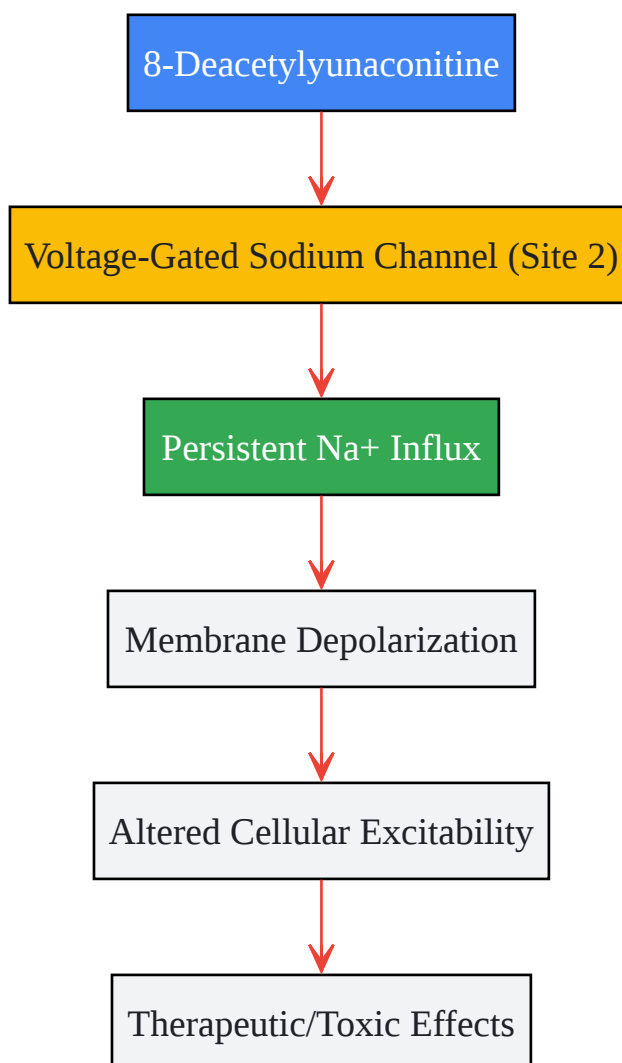 8-Deacetylyunaconitine
Voltage-Gated Sodium Channel (Site 2)
Persistent Na+ Influx
Membrane Depolarization
Altered Cellular Excitability
Therapeutic/Toxic Effects